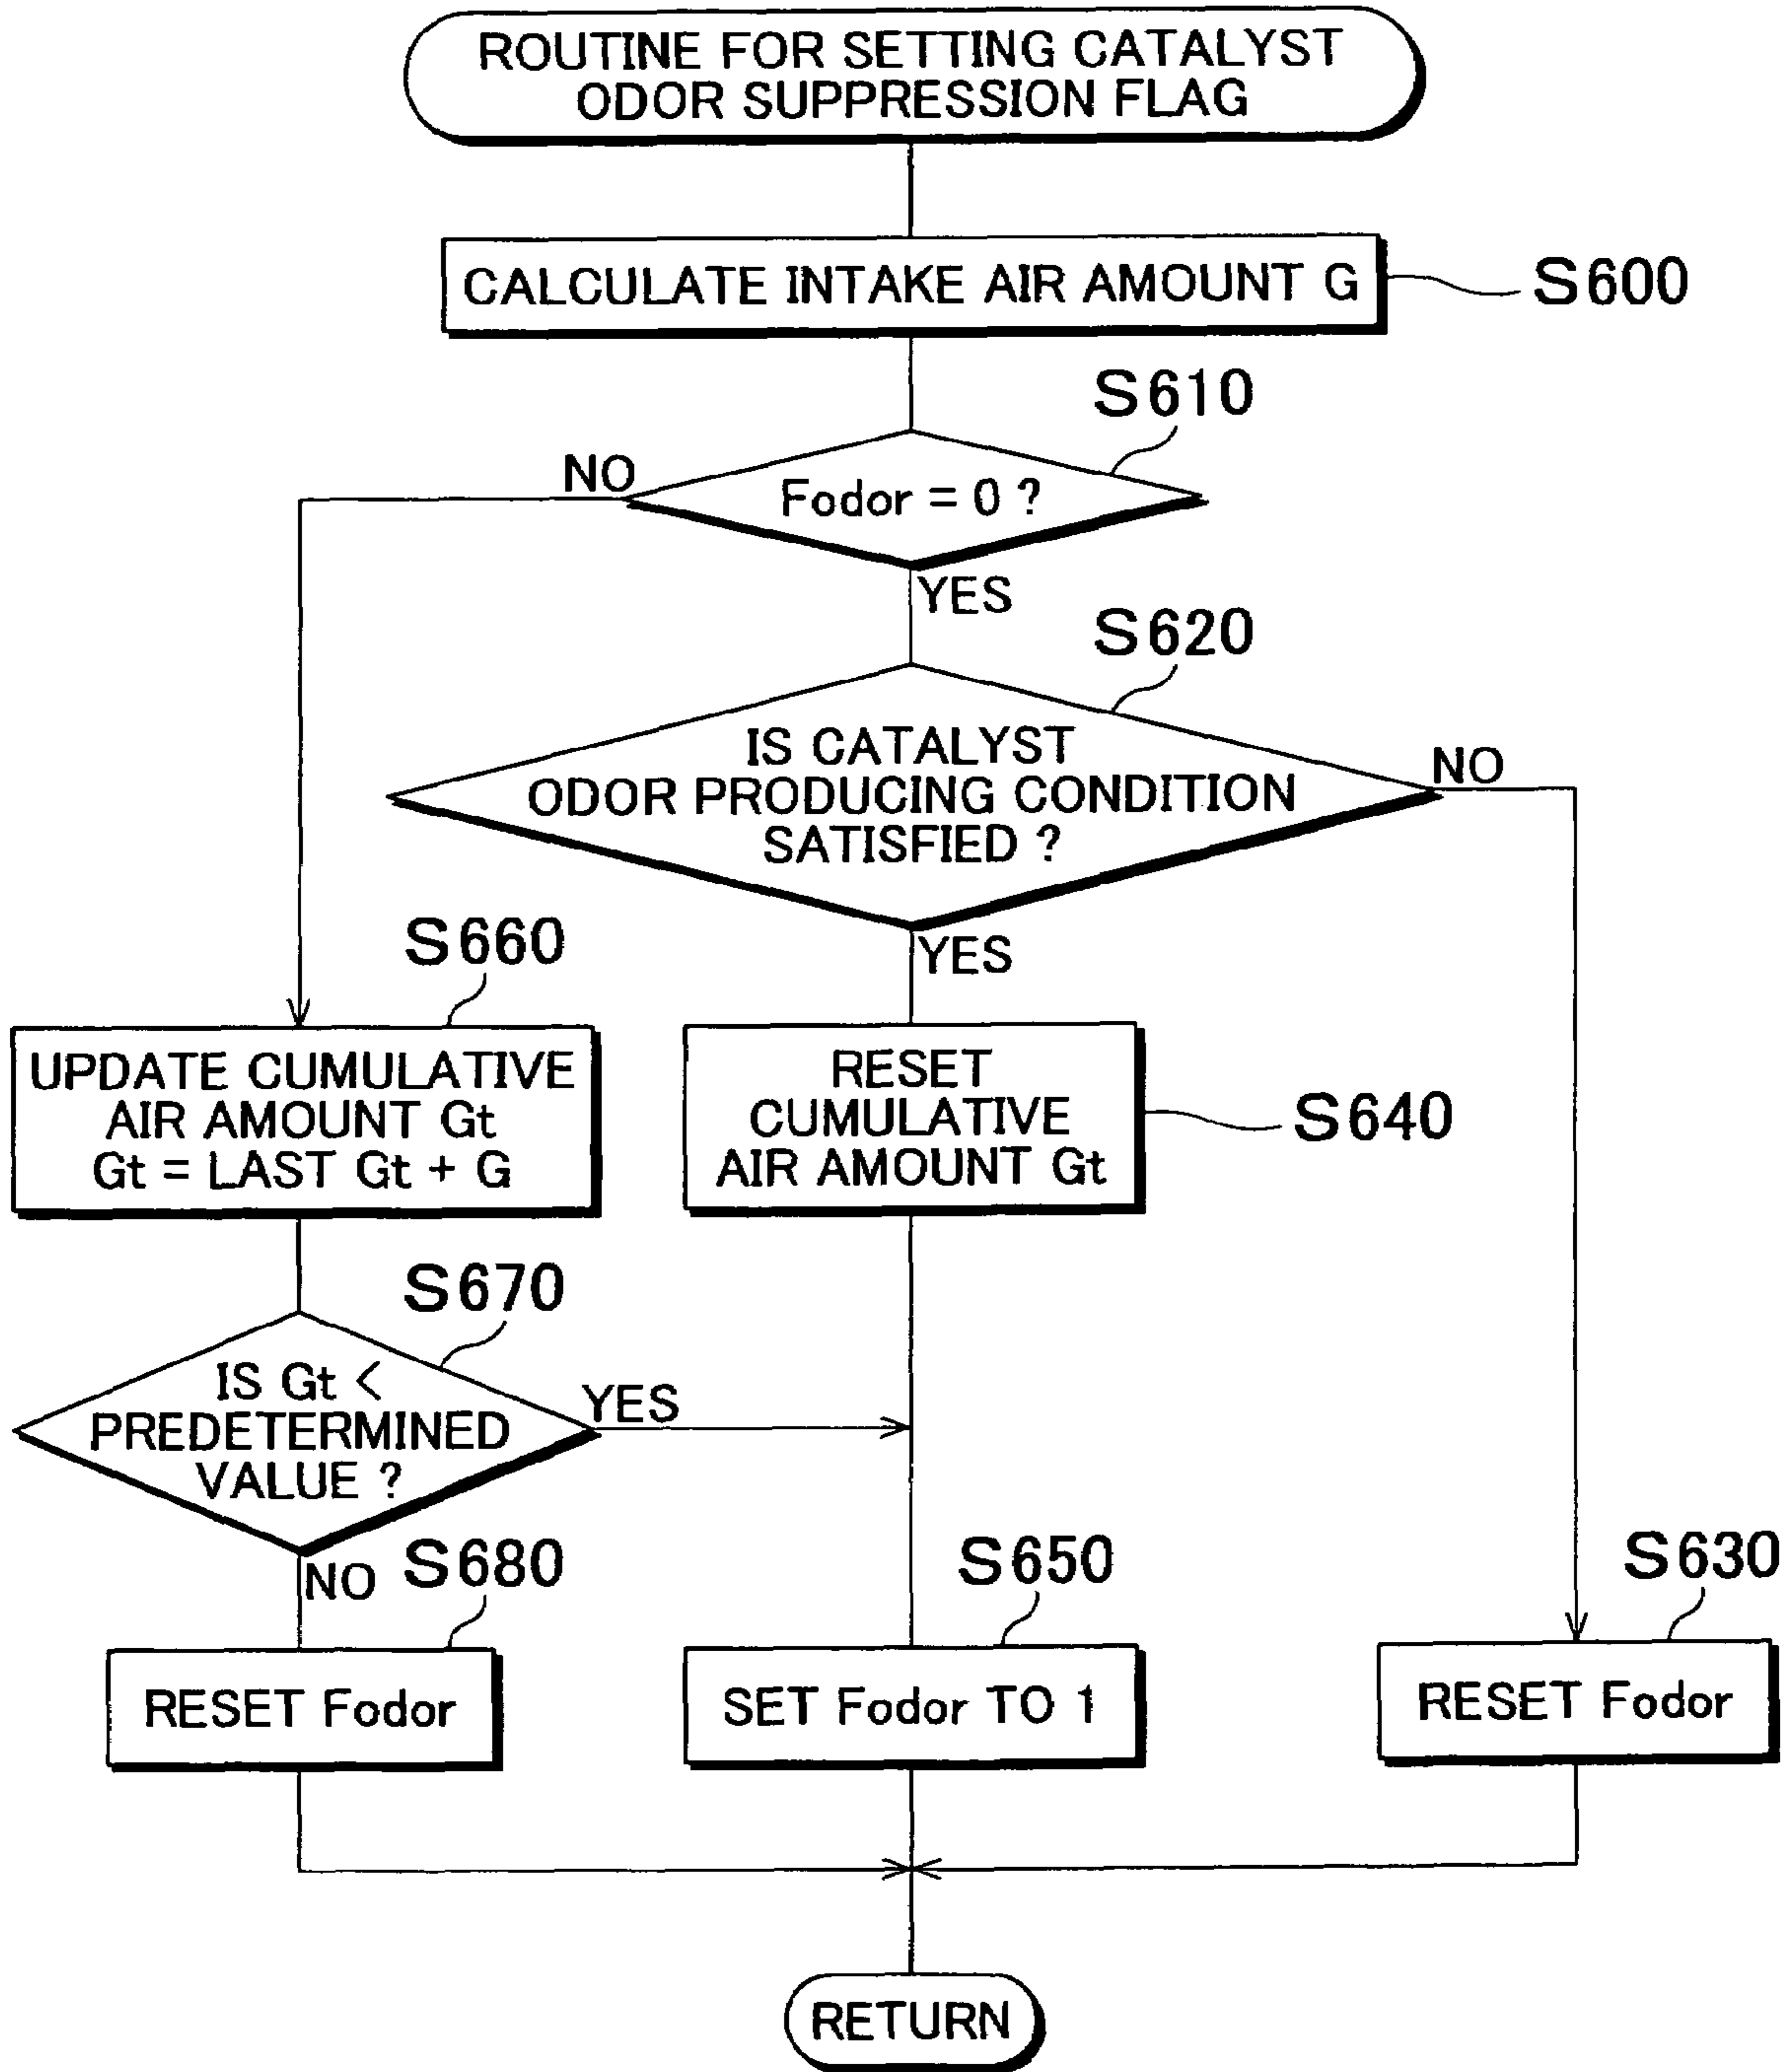 ROUTINE FOR SETTING CATALYST
ODOR SUPPRESSION FLAG
CALCULATE INTAKE AIR AMOUNT G
S600
S610
NO
Fodor = 0 ?
YES
S620
IS CATALYST
ODOR PRODUCING CONDITION
SATISFIED ?
NO
YES
S660
UPDATE CUMULATIVE
AIR AMOUNT Gt
Gt = LAST Gt + G
RESET
CUMULATIVE
AIR AMOUNT Gt
S640
S670
IS Gt <
PREDETERMINED
VALUE ?
YES
NO
S680
RESET Fodor
S650
SET Fodor TO 1
S630
RESET Fodor
RETURN